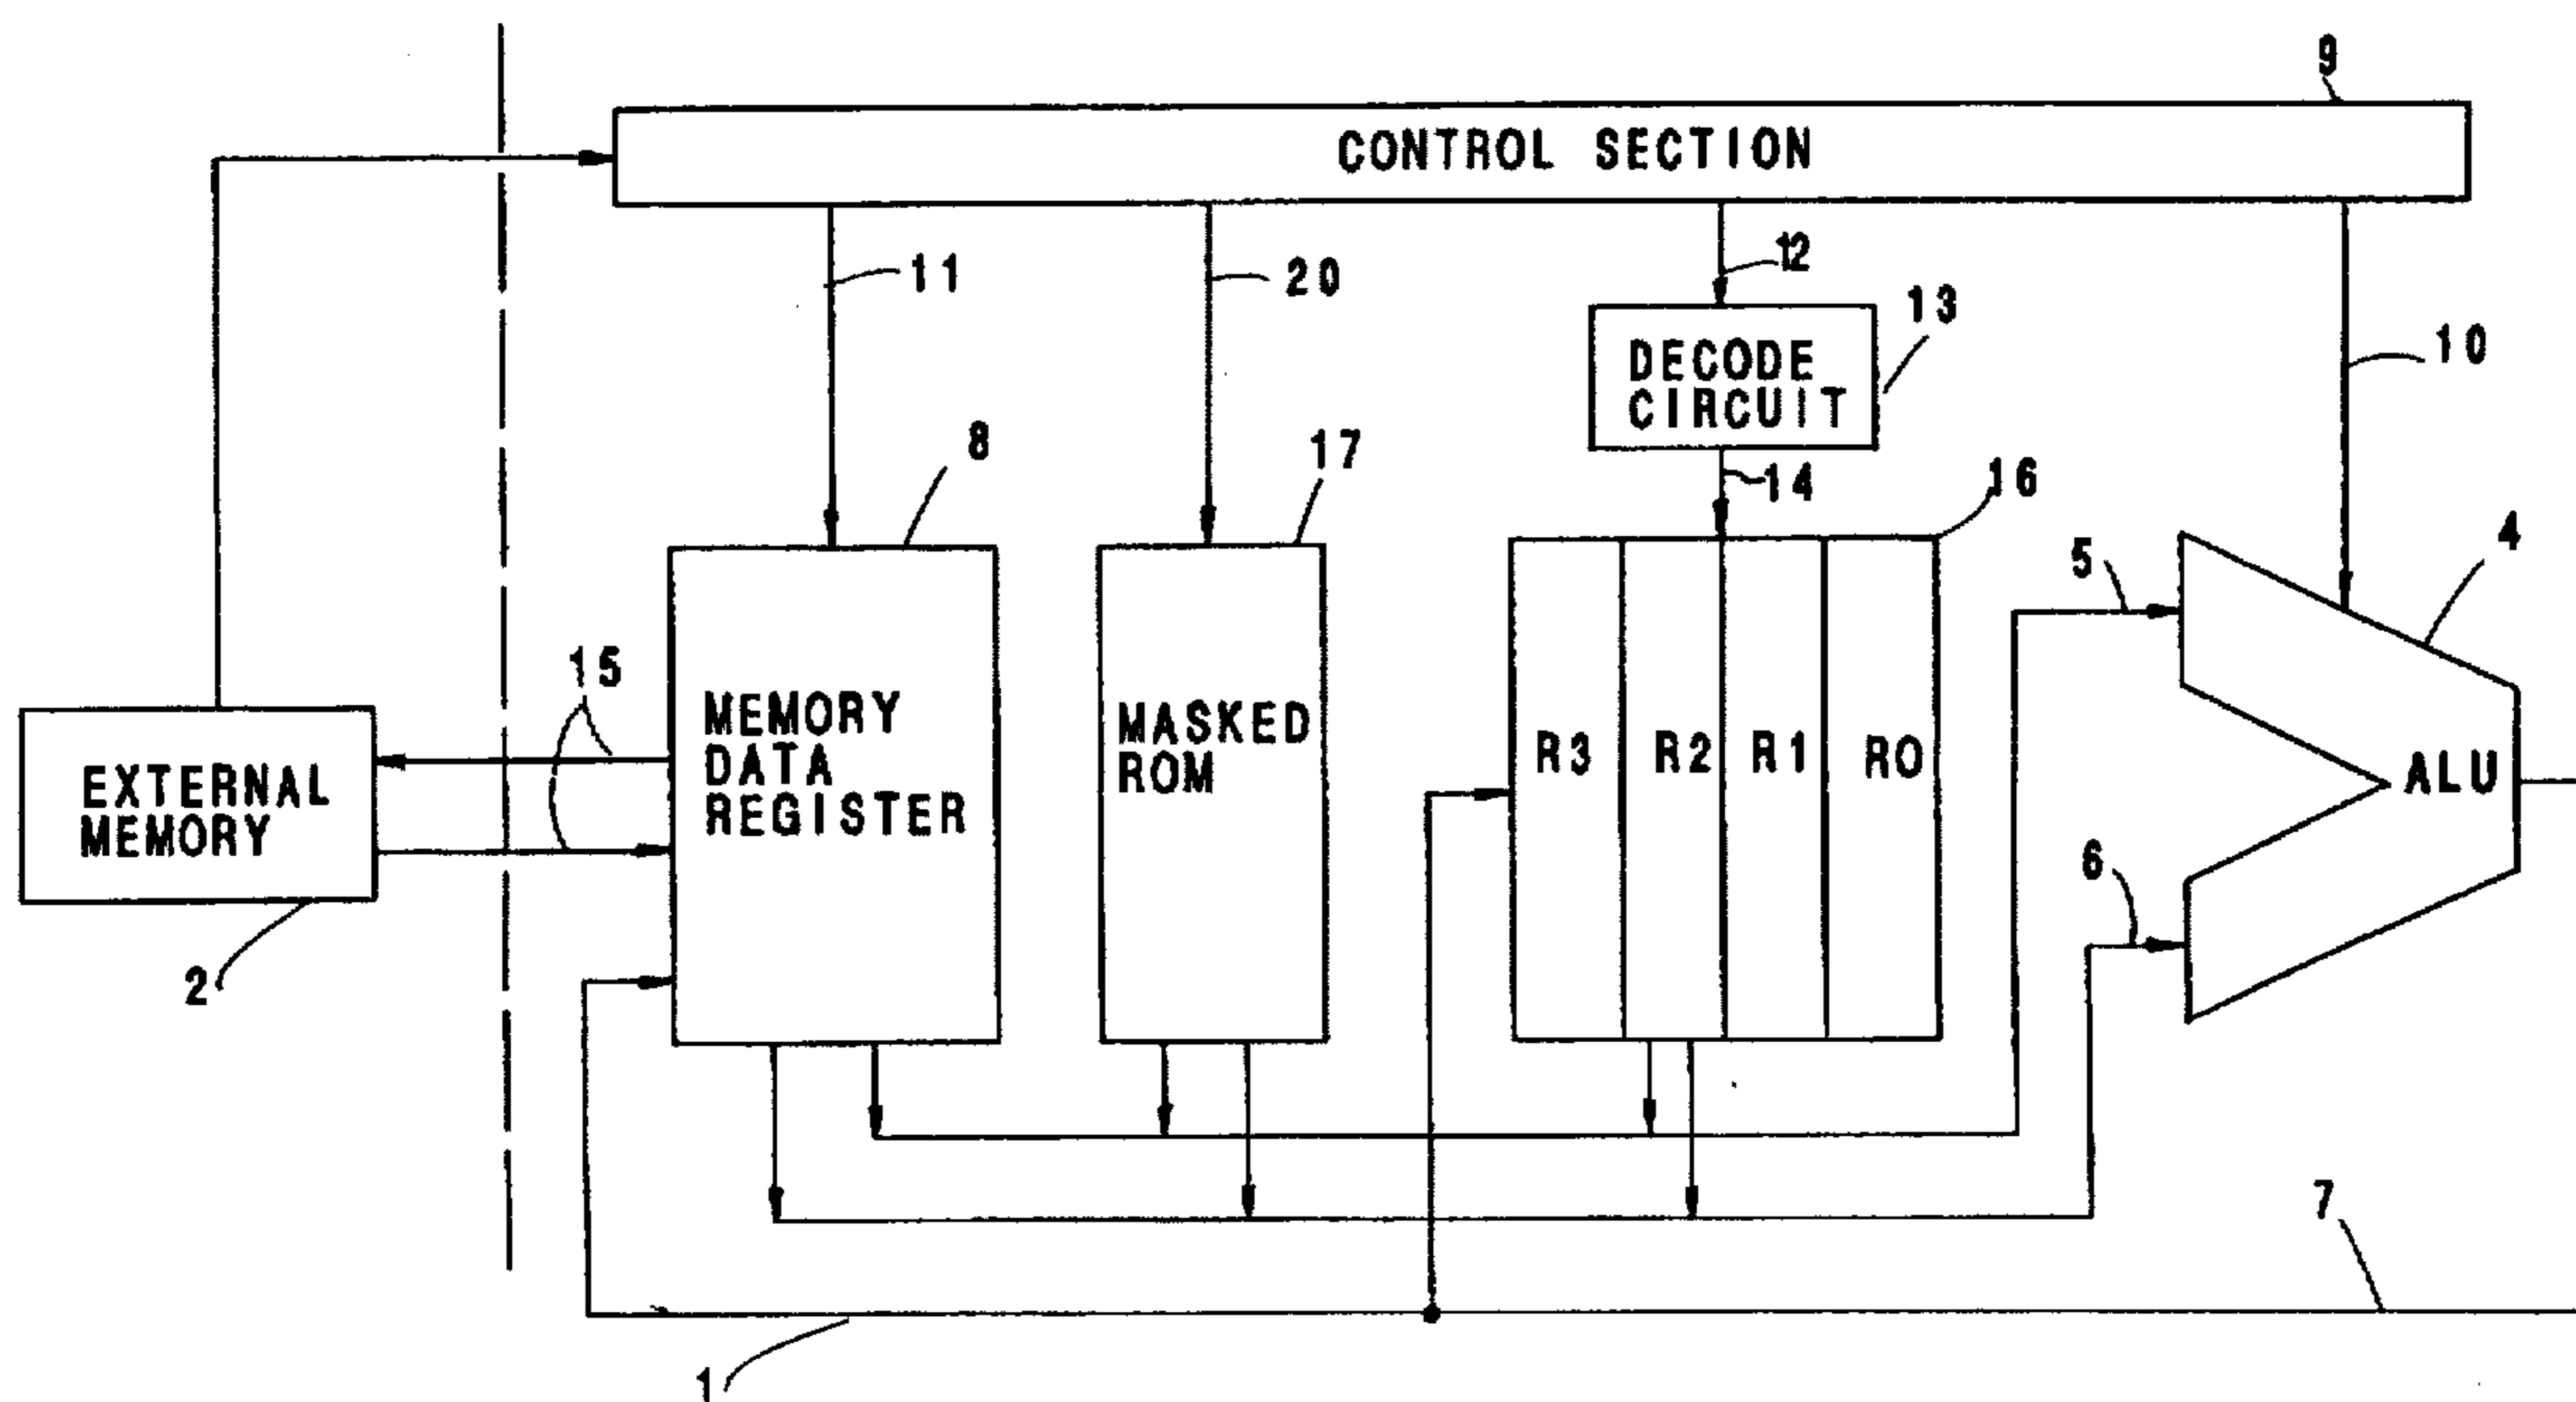 9
CONTROL SECTION
11
20
12
13
10
DECODE
CIRCUIT
8
17
14
16
4
5
15
MEMORY
DATA
REGISTER
MASKED
ROM
R3
R2
R1
R0
ALU
EXTERNAL
MEMORY
6
2
7
1